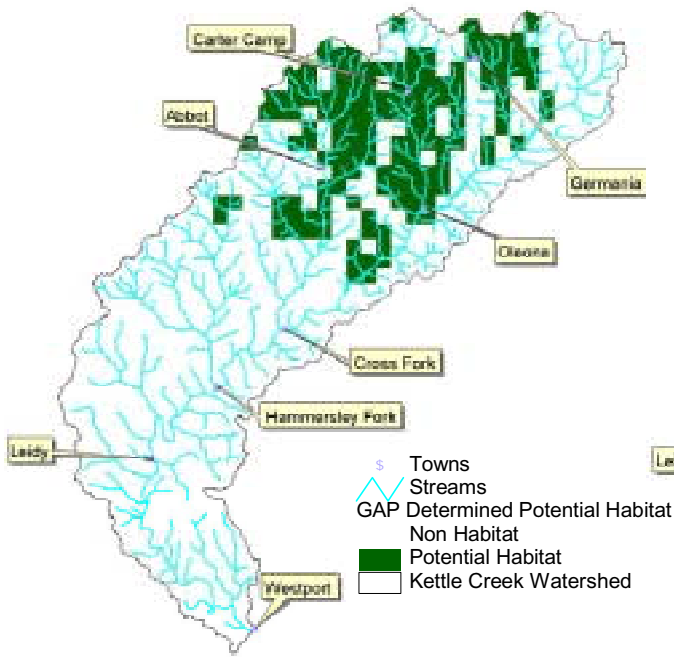 Carter Camp
Abbot
Germania
Oleona
Cross Fork
Hammersley Fork
Leidy
Westport
$ Towns
Streams
GAP Determined Potential Habitat
Non Habitat
Potential Habitat
Kettle Creek Watershed
Le